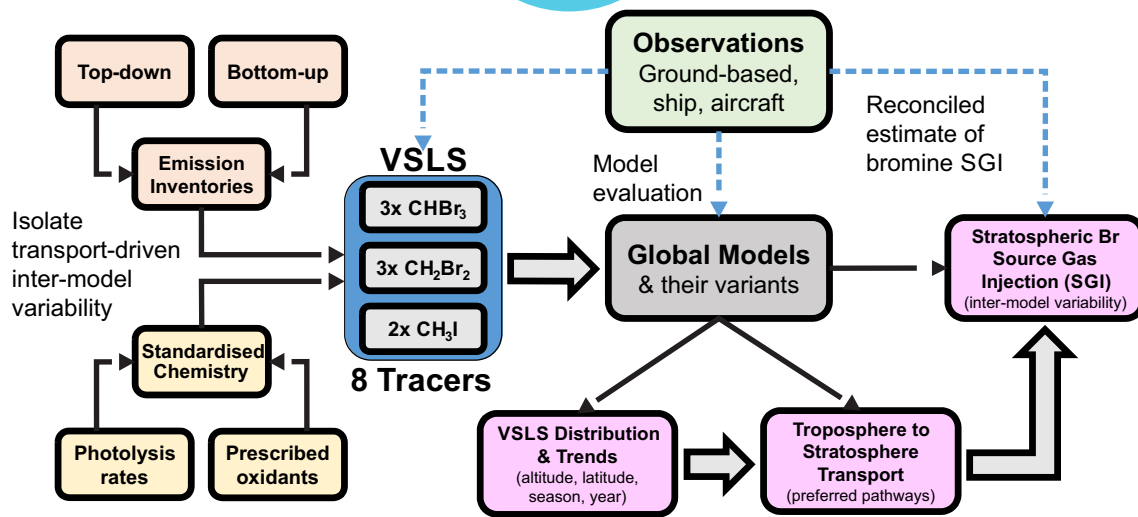 Top-down
Bottom-up
Emission
Inventories
Isolate
transport-driven
inter-model
variability
Standardised
Chemistry
Photolysis
rates
Prescribed
oxidants
VSLS
3x CHBr₃
3x CH₂Br₂
2x CH₃I
8 Tracers
Observations
Ground-based,
ship, aircraft
Model
evaluation
Reconciled
estimate of
bromine SGI
Global Models
& their variants
Stratospheric Br
Source Gas
Injection (SGI)
(inter-model variability)
VSLS Distribution
& Trends
(altitude, latitude,
season, year)
Troposphere to
Stratosphere
Transport
(preferred pathways)